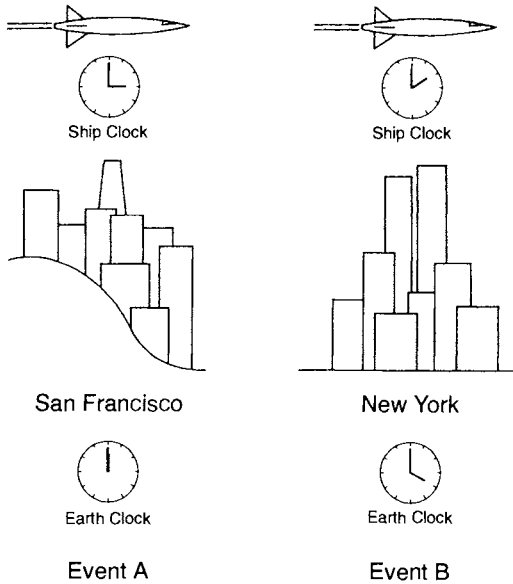 Ship Clock
Ship Clock
San Francisco
New York
Earth Clock
Earth Clock
Event A
Event B